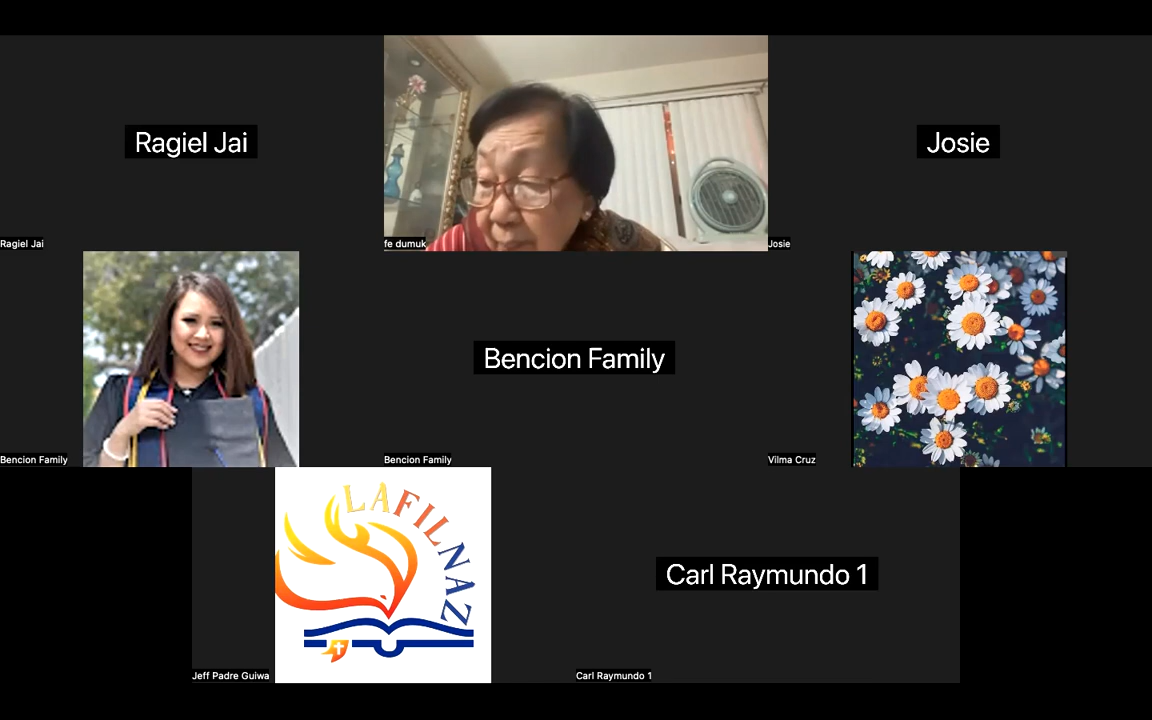 Ragiel Jai
Josie
Ragiel Jai
fe dumuk
Josie
Bencion Family
Bencion Family
Bencion Family
Vilma Cruz
LAFILNAZ
Carl Raymundo 1
Jeff Padre Guiwa
Carl Raymundo 1